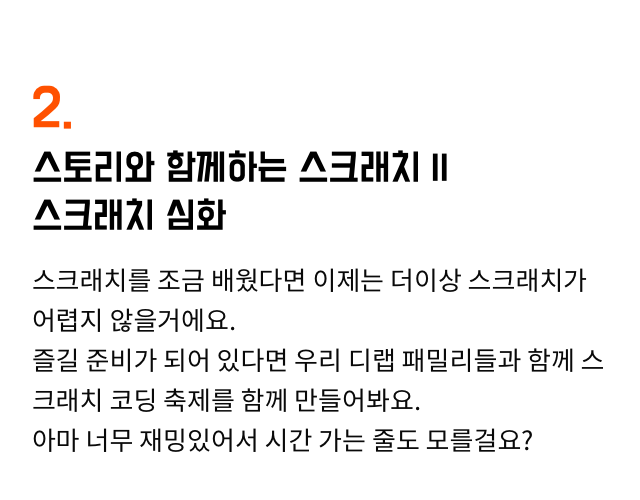 2.
스토리와 함께하는 스크래치 II
스크래치 심화
스크래치를 조금 배웠다면 이제는 더이상 스크래치가
어렵지 않을거에요.
즐길 준비가 되어 있다면 우리 디랩 패밀리들과 함께 스
크래치 코딩 축제를 함께 만들어봐요.
아마 너무 재밍있어서 시간 가는 줄도 모를걸요?